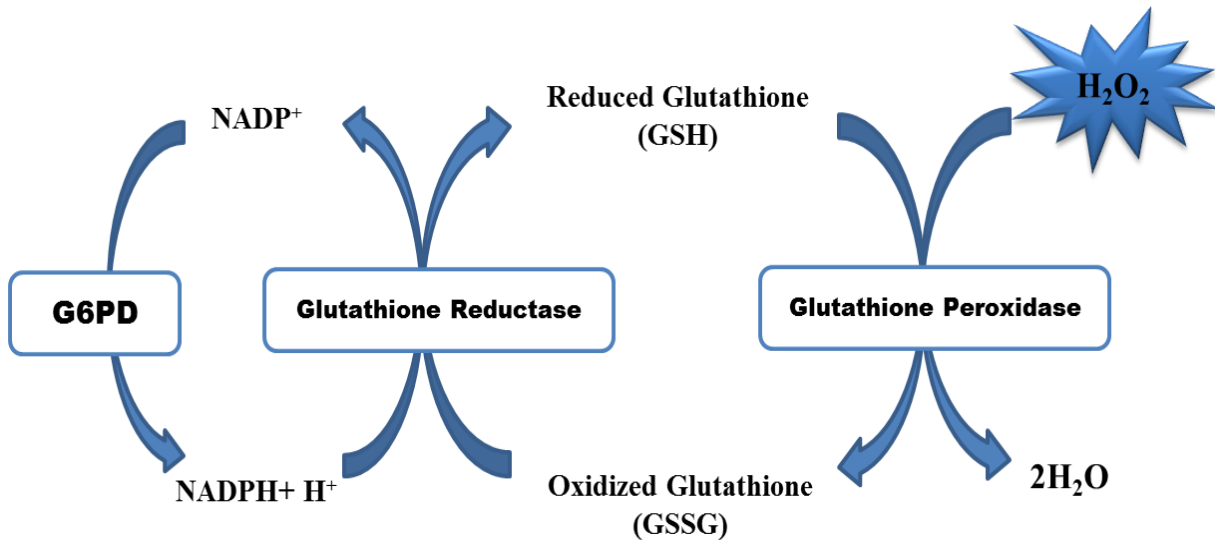 H₂O₂
Reduced Glutathione
(GSH)
NADP⁺
G6PD
Glutathione Reductase
Glutathione Peroxidase
NADPH+ H⁺
Oxidized Glutathione
(GSSG)
2H₂O